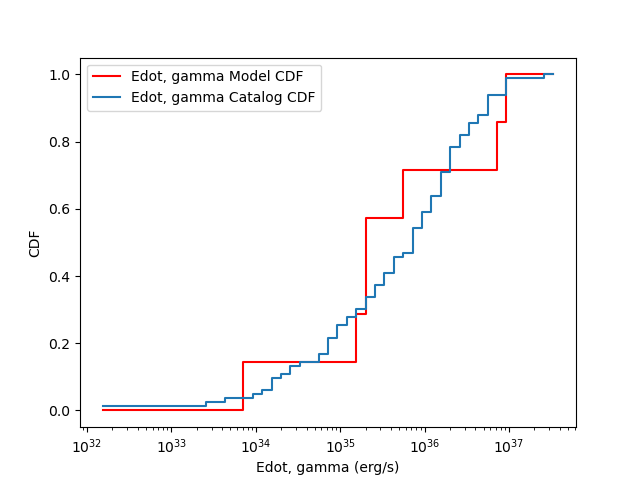 Edot, gamma Model CDF
Edot, gamma Catalog CDF
1.0
0.8
0.6
0.4
0.2
0.0
CDF
10^32 10^33 10^34 10^35 10^36 10^37
Edot, gamma (erg/s)